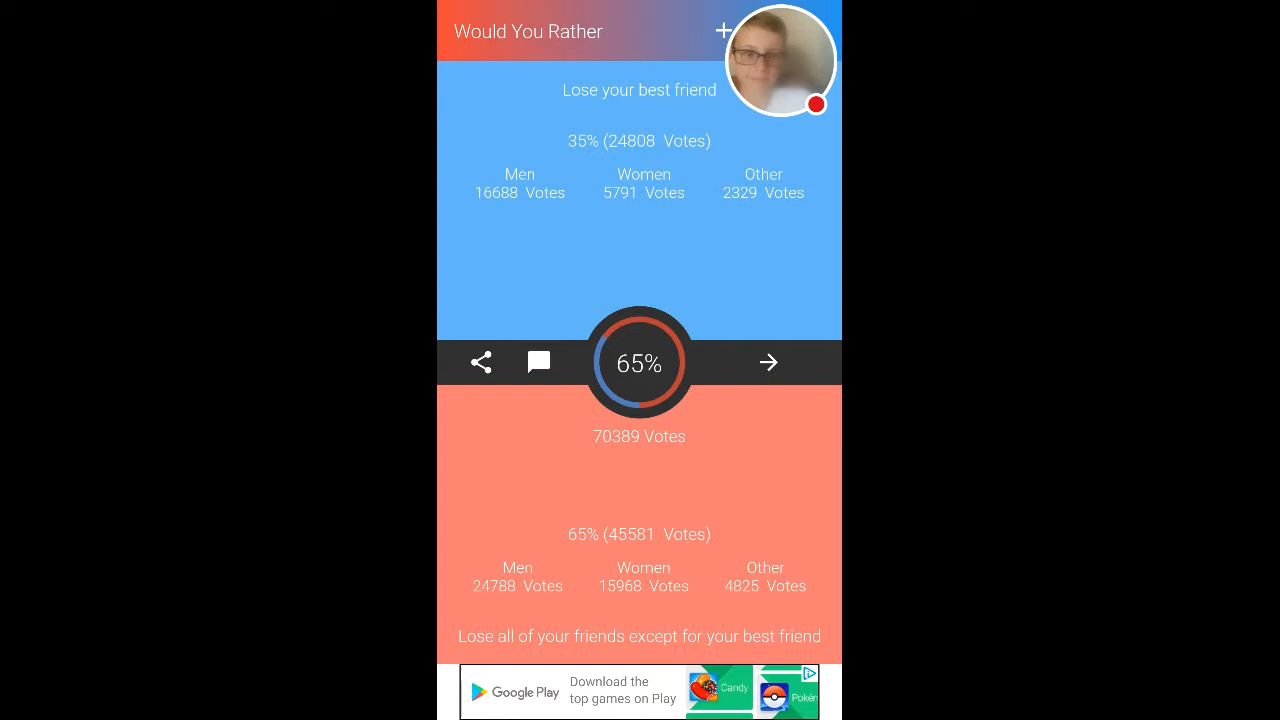 Would You Rather
Lose your best friend
35% (24808 Votes)
Men Women Other
16688 Votes 5791 Votes 2329 Votes
65%
70389 Votes
65% (45581 Votes)
Men Women Other
24788 Votes 15968 Votes 4825 Votes
Lose all of your friends except for your best friend
Google Play Download the
top games on Play
Candy
Pokém